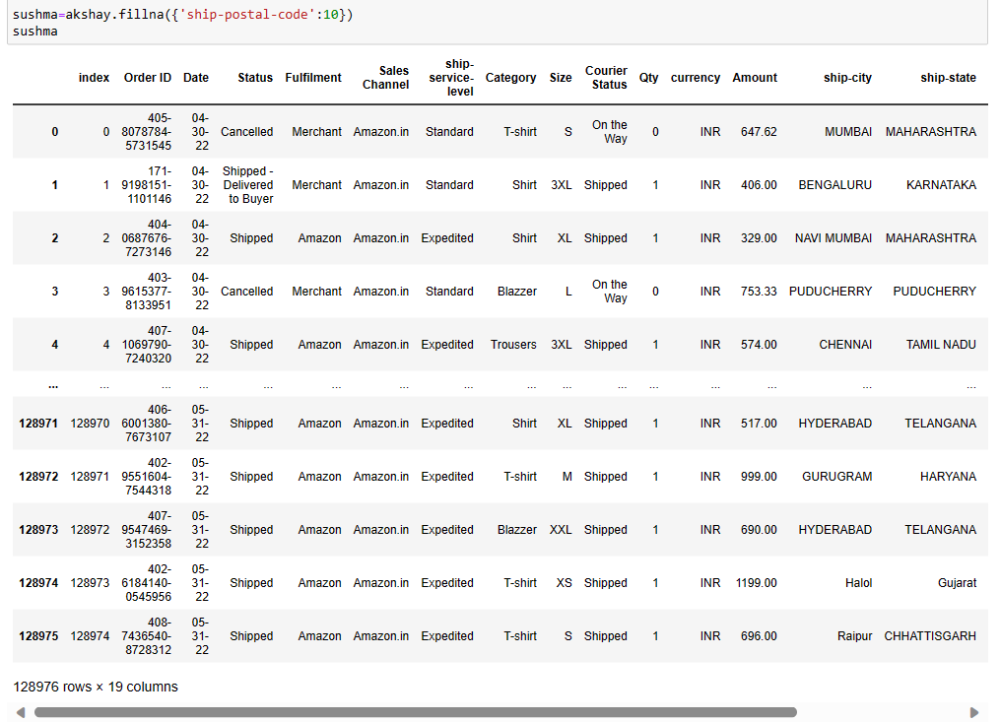 sushma=akshay.fillna({'ship-postal-code':10})
sushma
index Order ID Date Status Fulfilment Sales Channel ship-service-level Category Size Courier Status Qty currency Amount ship-city ship-state
0 0 405-8078784-5731545 04-30-22 Cancelled Merchant Amazon.in Standard T-shirt S On the Way 0 INR 647.62 MUMBAI MAHARASHTRA
1 1 171-9198151-1101146 04-30-22 Shipped - Delivered to Buyer Merchant Amazon.in Standard Shirt 3XL Shipped 1 INR 406.00 BENGALURU KARNATAKA
2 2 404-0687676-7273146 04-30-22 Shipped Amazon Amazon.in Expedited Shirt XL Shipped 1 INR 329.00 NAVI MUMBAI MAHARASHTRA
3 3 403-9615377-8133951 04-30-22 Cancelled Merchant Amazon.in Standard Blazzer L On the Way 0 INR 753.33 PUDUCHERRY PUDUCHERRY
4 4 407-1069790-7240320 04-30-22 Shipped Amazon Amazon.in Expedited Trousers 3XL Shipped 1 INR 574.00 CHENNAI TAMIL NADU
... ... ... ... ... ... ... ... ... ... ... ... ... ... ... ...
128971 128970 406-6001380-7673107 05-31-22 Shipped Amazon Amazon.in Expedited Shirt XL Shipped 1 INR 517.00 HYDERABAD TELANGANA
128972 128971 402-9551604-7544318 05-31-22 Shipped Amazon Amazon.in Expedited T-shirt M Shipped 1 INR 999.00 GURUGRAM HARYANA
128973 128972 407-9547469-3152358 05-31-22 Shipped Amazon Amazon.in Expedited Blazzer XXL Shipped 1 INR 690.00 HYDERABAD TELANGANA
128974 128973 402-6184140-0545956 05-31-22 Shipped Amazon Amazon.in Expedited T-shirt XS Shipped 1 INR 1199.00 Halol Gujarat
128975 128974 408-7436540-8728312 05-31-22 Shipped Amazon Amazon.in Expedited T-shirt S Shipped 1 INR 696.00 Raipur CHHATTISGARH
128976 rows × 19 columns